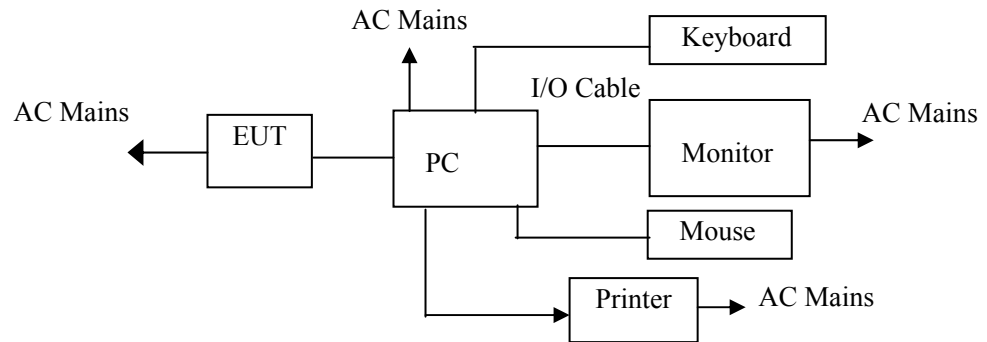 AC Mains
Keyboard
I/O Cable
AC Mains
EUT
PC
Monitor
AC Mains
Mouse
Printer
AC Mains